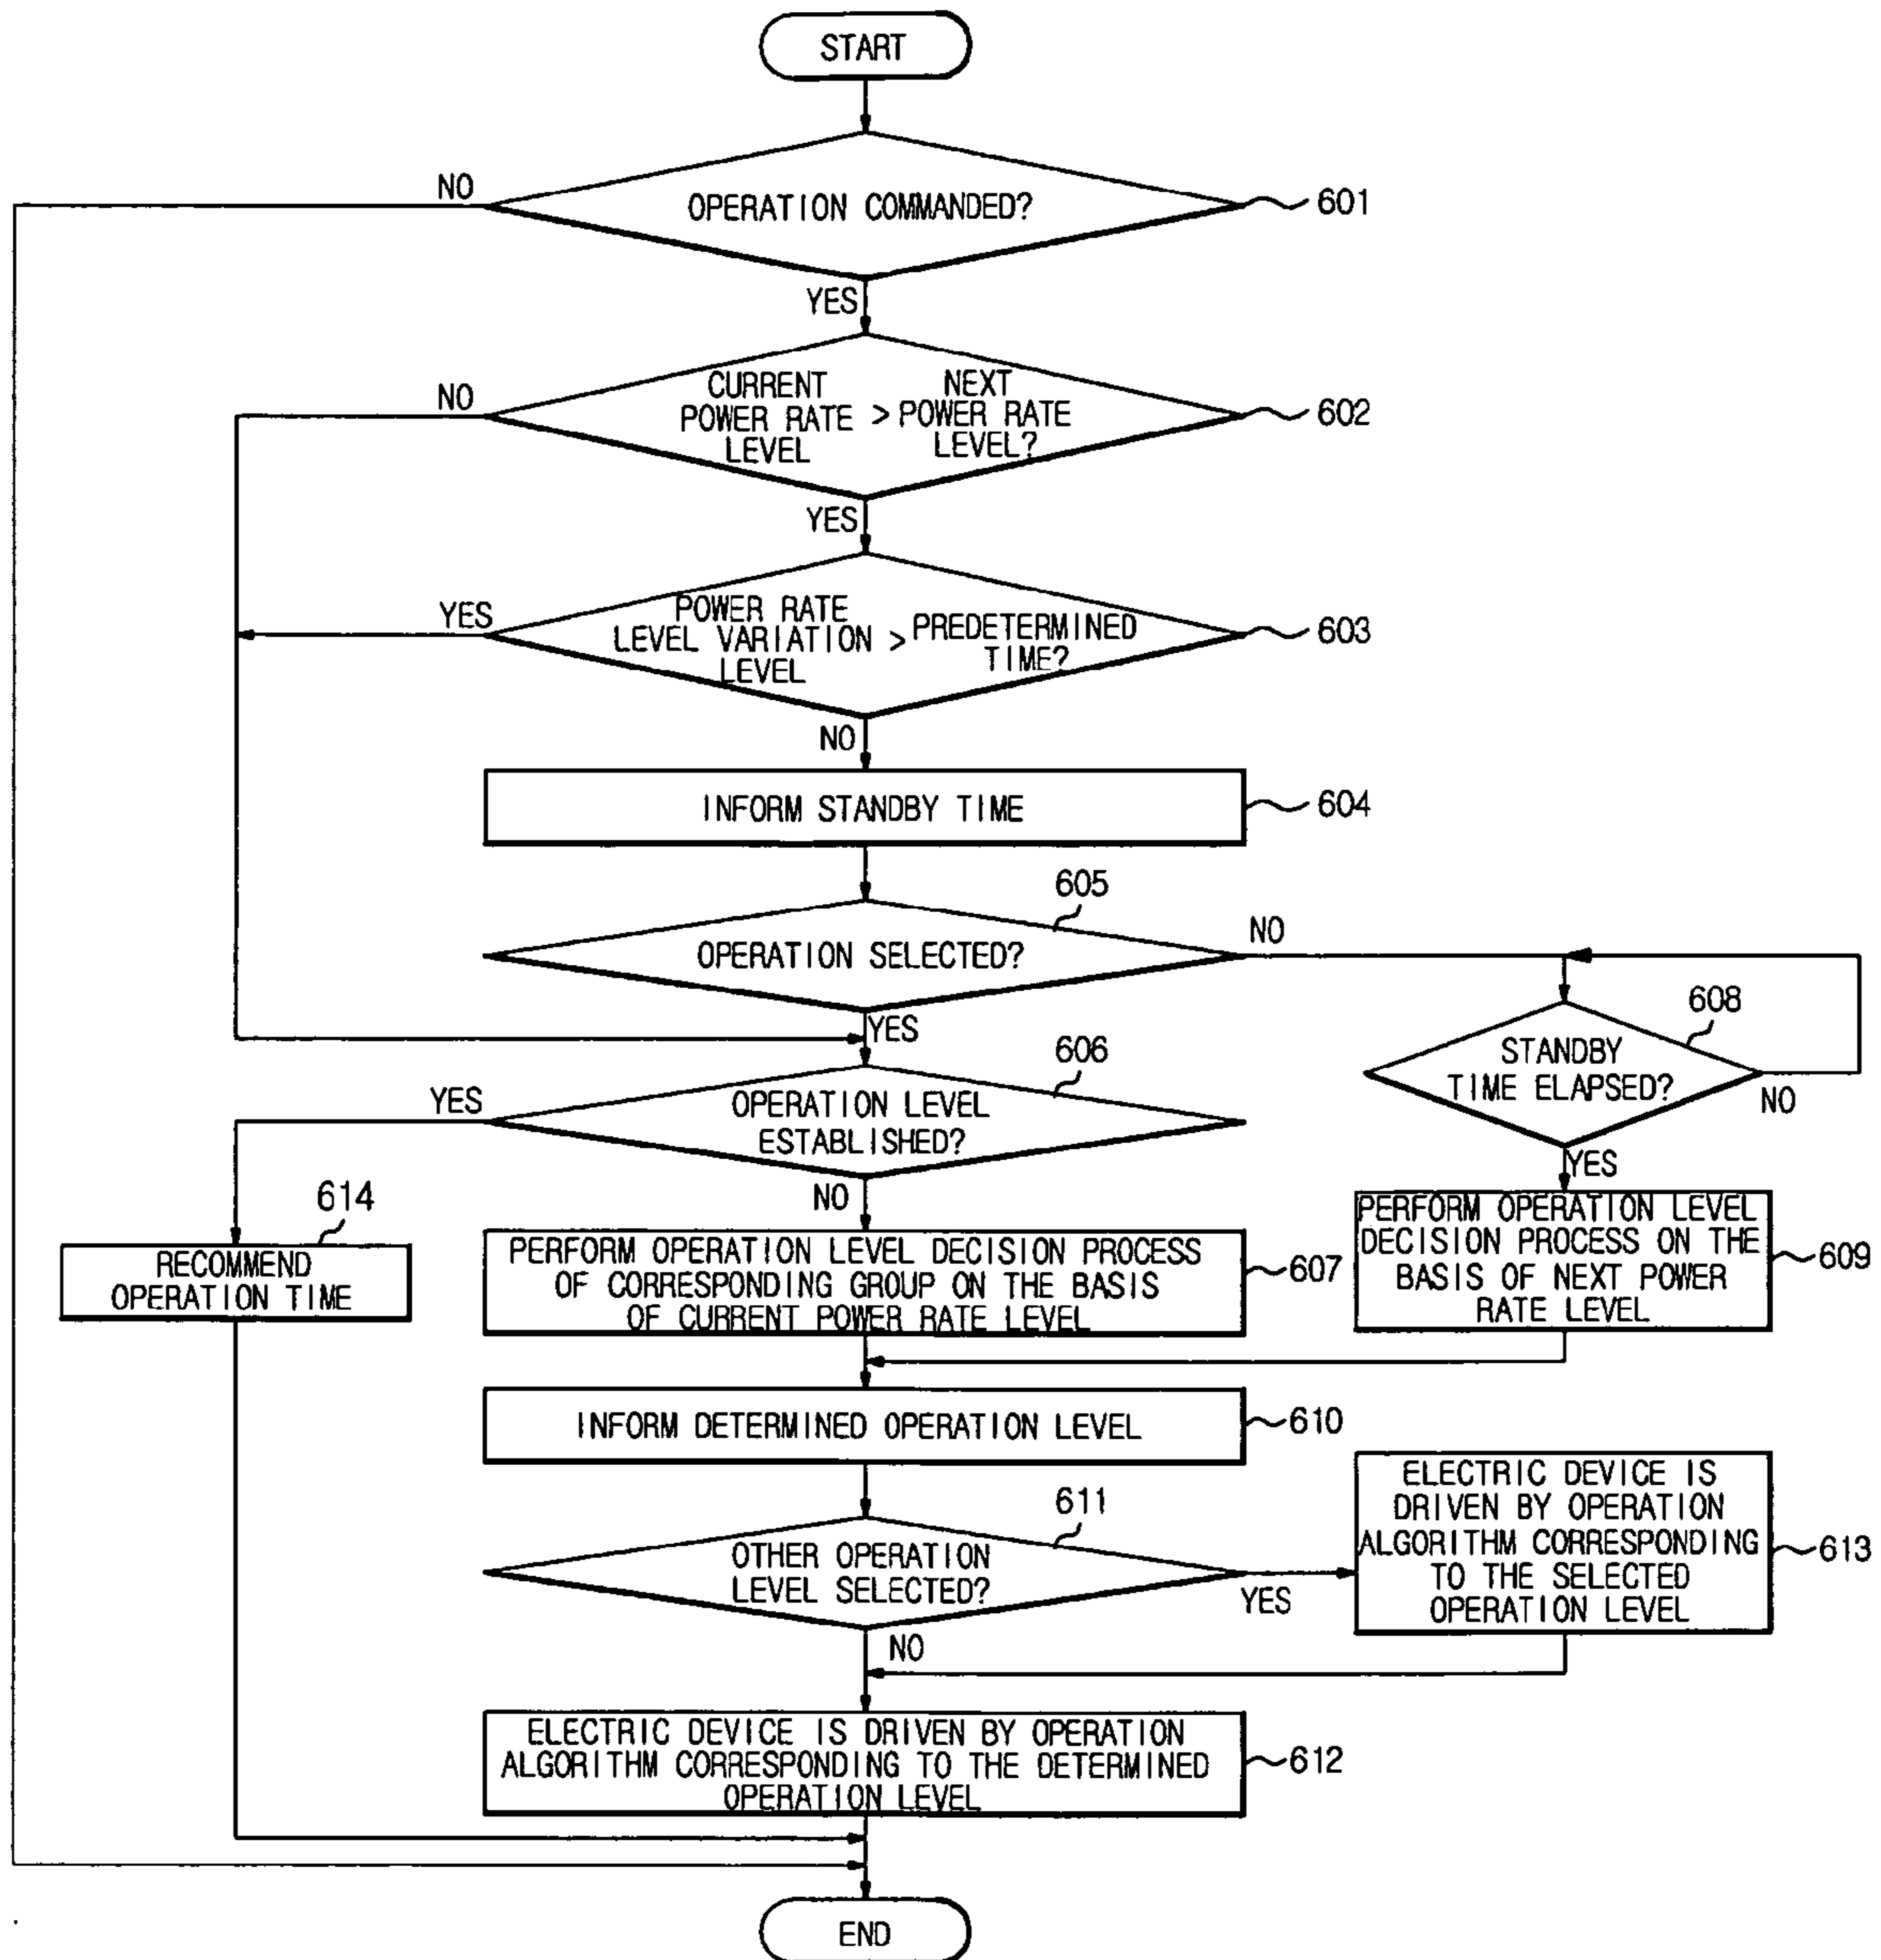 START
NO
OPERATION COMMANDED?
601
YES
NO
CURRENT
POWER RATE
LEVEL
>
NEXT
POWER RATE
LEVEL?
602
YES
YES
POWER RATE
LEVEL VARIATION
LEVEL
>
PREDETERMINED
TIME?
603
NO
INFORM STANDBY TIME
604
605
OPERATION SELECTED?
NO
YES
608
STANDBY
TIME ELAPSED?
NO
YES
606
YES
OPERATION LEVEL
ESTABLISHED?
NO
614
RECOMMEND
OPERATION TIME
PERFORM OPERATION LEVEL DECISION PROCESS
OF CORRESPONDING GROUP ON THE BASIS
OF CURRENT POWER RATE LEVEL
607
PERFORM OPERATION LEVEL
DECISION PROCESS ON THE
BASIS OF NEXT POWER
RATE LEVEL
609
INFORM DETERMINED OPERATION LEVEL
610
611
OTHER OPERATION
LEVEL SELECTED?
YES
NO
ELECTRIC DEVICE IS
DRIVEN BY OPERATION
ALGORITHM CORRESPONDING
TO THE SELECTED
OPERATION LEVEL
613
ELECTRIC DEVICE IS DRIVEN BY OPERATION
ALGORITHM CORRESPONDING TO THE DETERMINED
OPERATION LEVEL
612
END